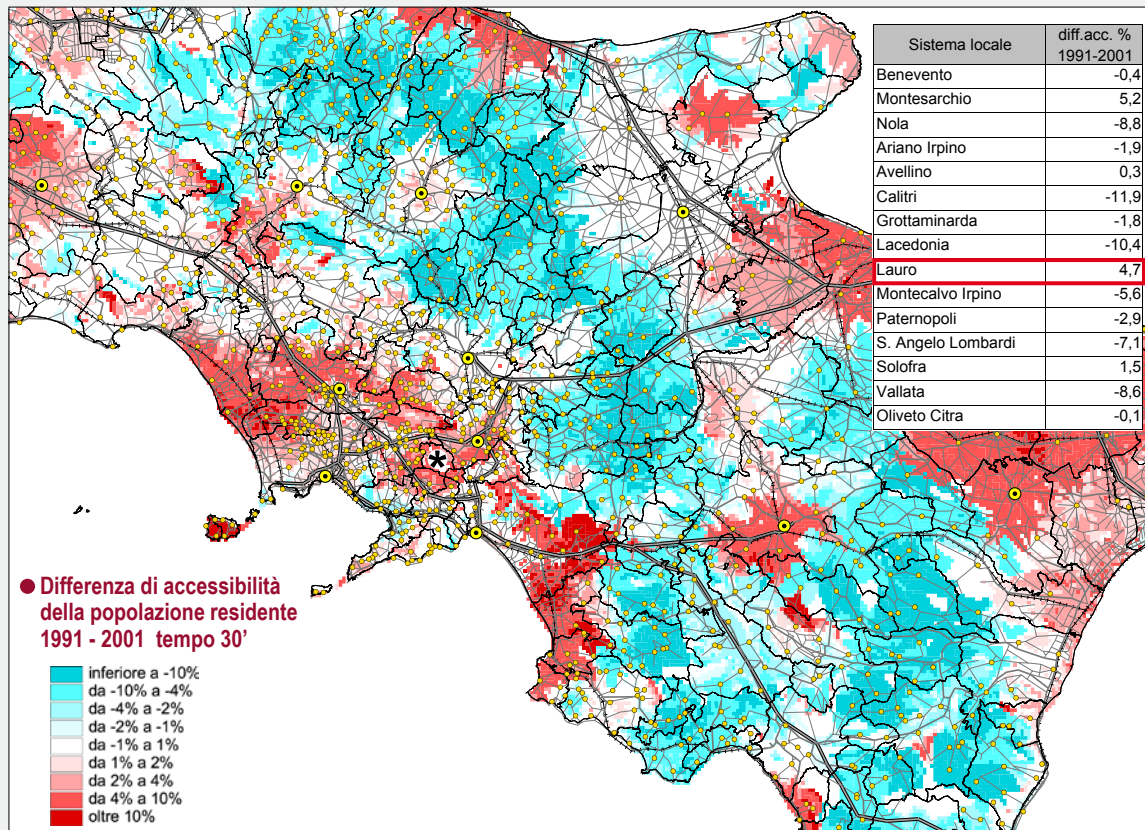 Sistema locale diff.acc. % 1991-2001
Benevento -0,4
Montesarchio 5,2
Nola -8,8
Ariano Irpino -1,9
Avellino 0,3
Calitri -11,9
Grottaminarda -1,8
Lacedonia -10,4
Lauro 4,7
Montecalvo Irpino -5,6
Paternopoli -2,9
S. Angelo Lombardi -7,1
Solofra 1,5
Vallata -8,6
Oliveto Citra -0,1
*
Differenza di accessibilità
della popolazione residente
1991 - 2001 tempo 30’
inferiore a -10%
da -10% a -4%
da -4% a -2%
da -2% a -1%
da -1% a 1%
da 1% a 2%
da 2% a 4%
da 4% a 10%
oltre 10%